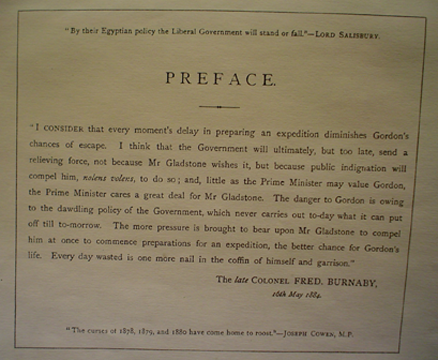 "By their Egyptian policy the Liberal Government will stand or fall."—LORD SALISBURY.
PREFACE.
"I CONSIDER that every moment's delay in preparing an expedition diminishes Gordon's
chances of escape. I think that the Government will ultimately, but too late, send a
relieving force, not because Mr Gladstone wishes it, but because public indignation will
compel him, nolens volens, to do so; and, little as the Prime Minister may value Gordon,
the Prime Minister cares a great deal for Mr Gladstone. The danger to Gordon is owing
to the dawdling policy of the Government, which never carries out to-day what it can put
off till to-morrow. The more pressure is brought to bear upon Mr Gladstone to compel
him at once to commence preparations for an expedition, the better chance for Gordon's
life. Every day wasted is one more nail in the coffin of himself and garrison."
The late COLONEL FRED. BURNABY,
16th May 1884.
"The curses of 1878, 1879, and 1880 have come home to roost."—JOSEPH COWEN, M.P.